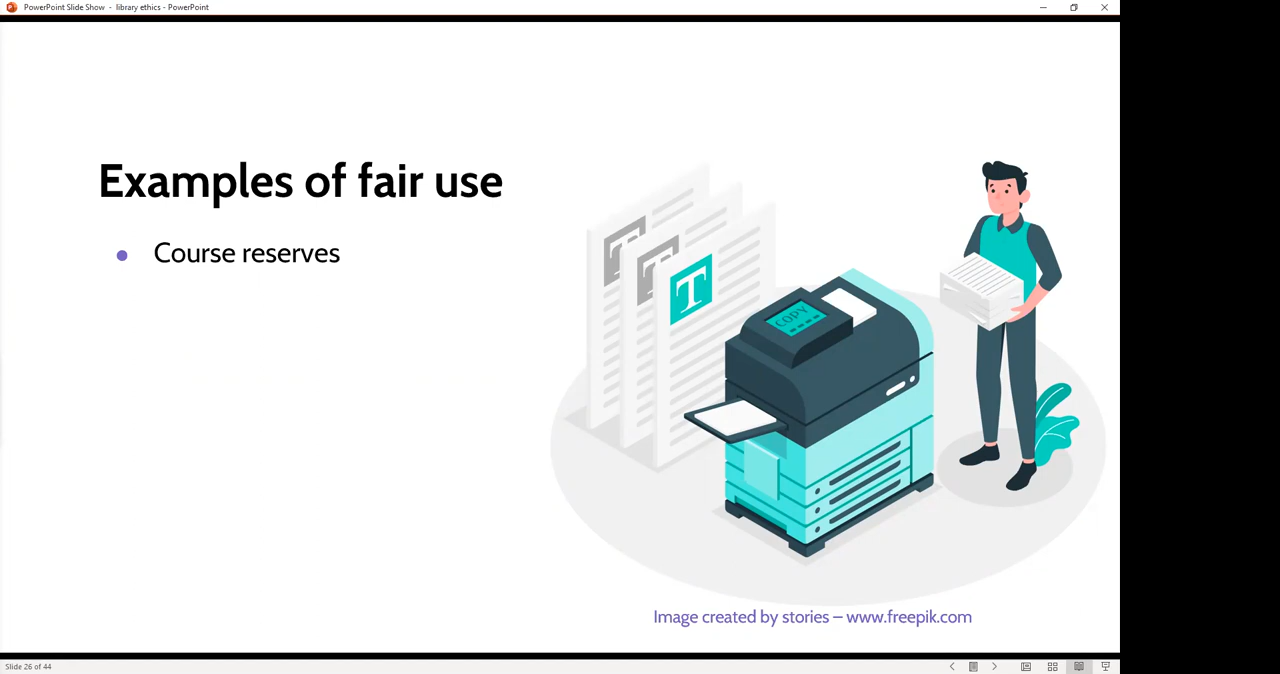 PowerPoint Slide Show - library ethics - PowerPoint
Examples of fair use
• Course reserves
T
T
T
COPY
Image created by stories – www.freepik.com
Slide 26 of 44